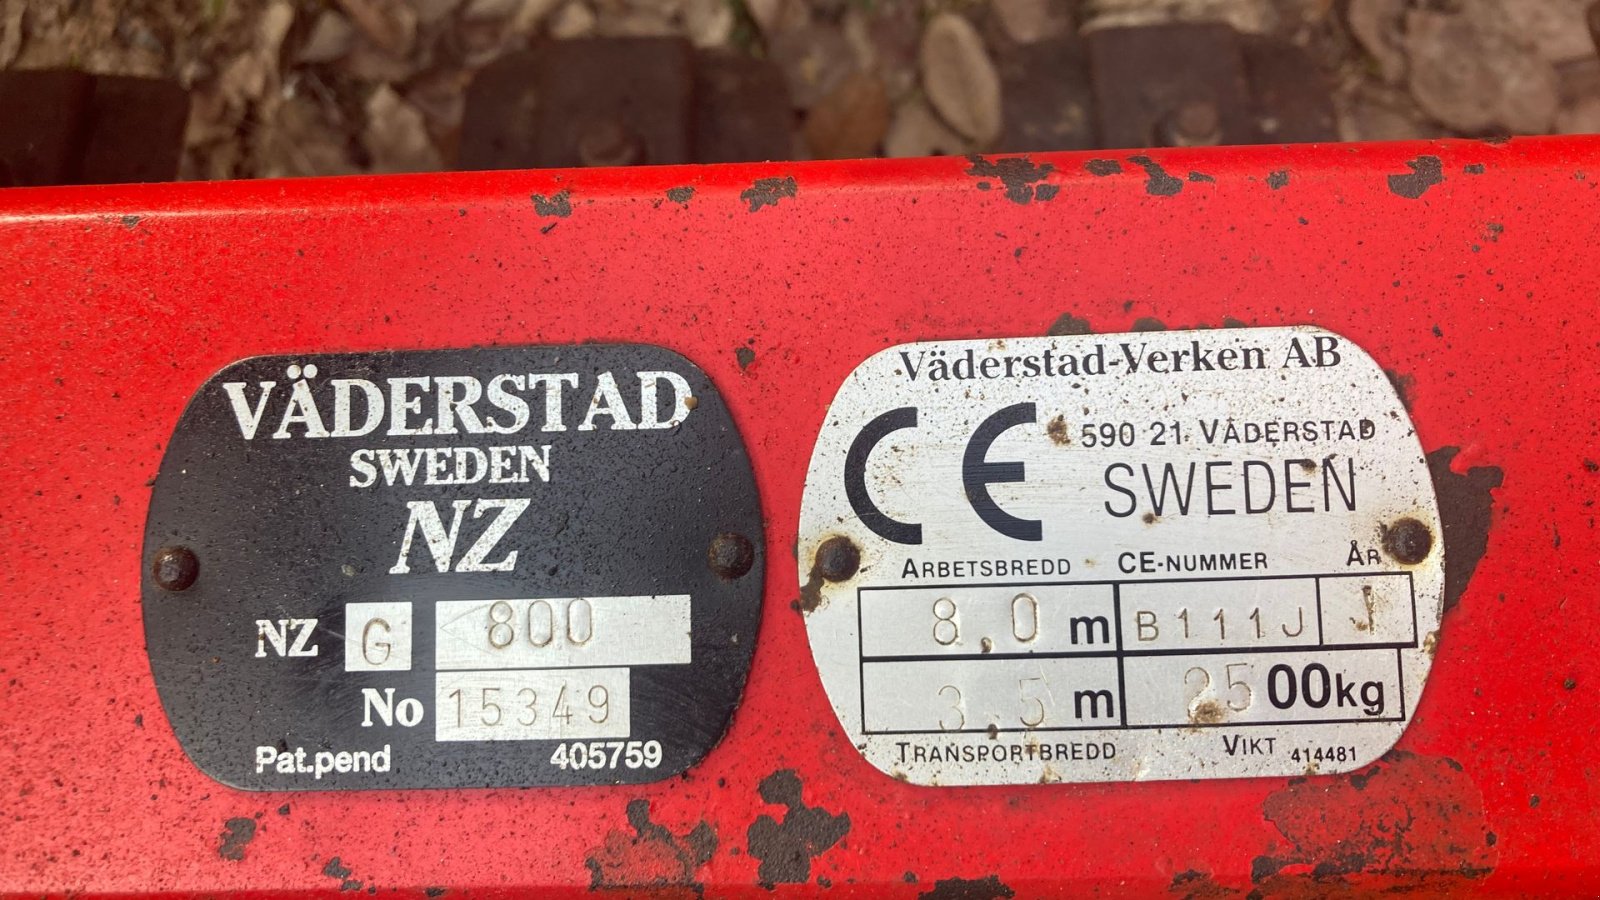 VÄDERSTAD
SWEDEN
NZ
NZ G 800
No 15349
Pat.pend 405759
Väderstad-Verken AB
CE 590 21 VÄDERSTAD
SWEDEN
ARBETSBREDD CE-NUMMER ÅR
8,0 m B111J J
3,5 m 2500kg
TRANSPORTBREDD VIKT 414481